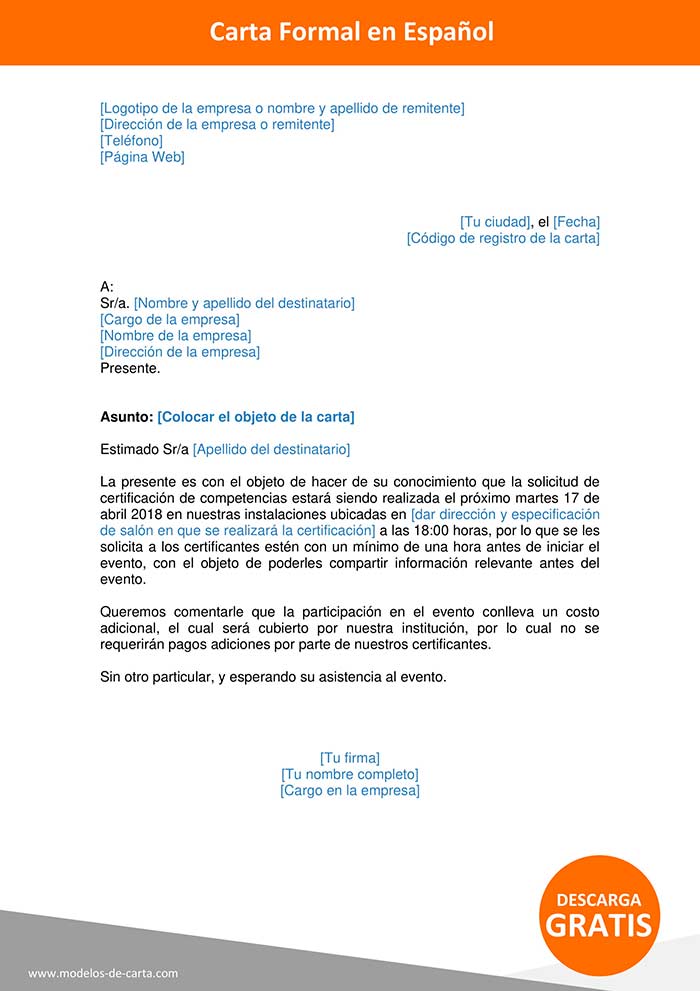 Carta Formal en Español
[Logotipo de la empresa o nombre y apellido de remitente]
[Dirección de la empresa o remitente]
[Teléfono]
[Página Web]
[Tu ciudad], el [Fecha]
[Código de registro de la carta]
A:
Sr/a. [Nombre y apellido del destinatario]
[Cargo de la empresa]
[Nombre de la empresa]
[Dirección de la empresa]
Presente.
Asunto: [Colocar el objeto de la carta]
Estimado Sr/a [Apellido del destinatario]
La presente es con el objeto de hacer de su conocimiento que la solicitud de
certificación de competencias estará siendo realizada el próximo martes 17 de
abril 2018 en nuestras instalaciones ubicadas en [dar dirección y especificación
de salón en que se realizará la certificación] a las 18:00 horas, por lo que se les
solicita a los certificantes estén con un mínimo de una hora antes de iniciar el
evento, con el objeto de poderles compartir información relevante antes del
evento.
Queremos comentarle que la participación en el evento conlleva un costo
adicional, el cual será cubierto por nuestra institución, por lo cual no se
requerirán pagos adiciones por parte de nuestros certificantes.
Sin otro particular, y esperando su asistencia al evento.
[Tu firma]
[Tu nombre completo]
[Cargo en la empresa]
DESCARGA
GRATIS
www.modelos-de-carta.com